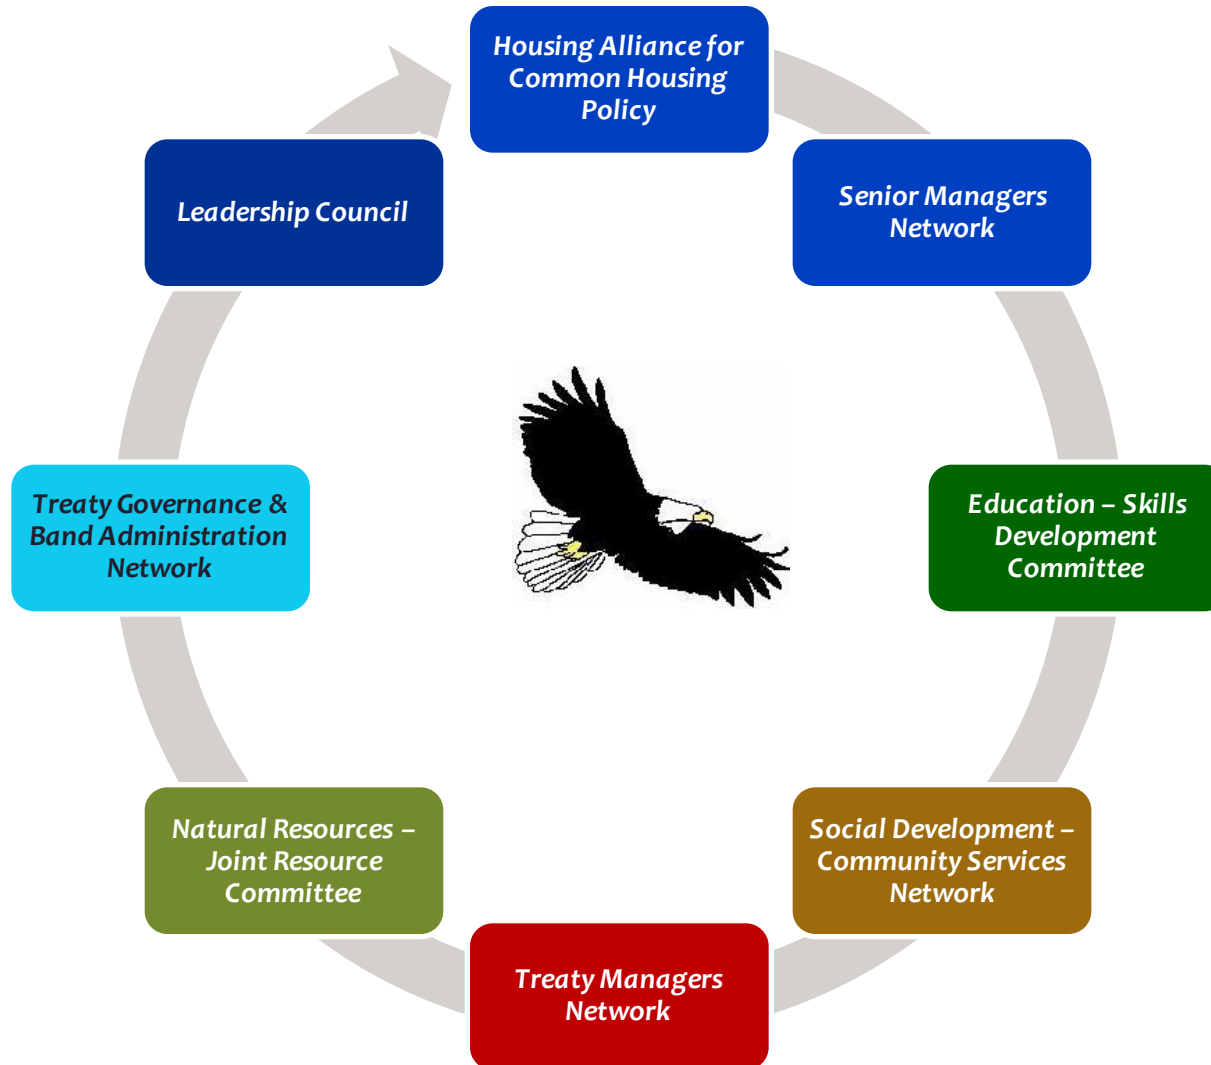 Housing Alliance for
Common Housing
Policy
Senior Managers
Network
Education – Skills
Development
Committee
Social Development –
Community Services
Network
Treaty Managers
Network
Natural Resources –
Joint Resource
Committee
Treaty Governance &
Band Administration
Network
Leadership Council